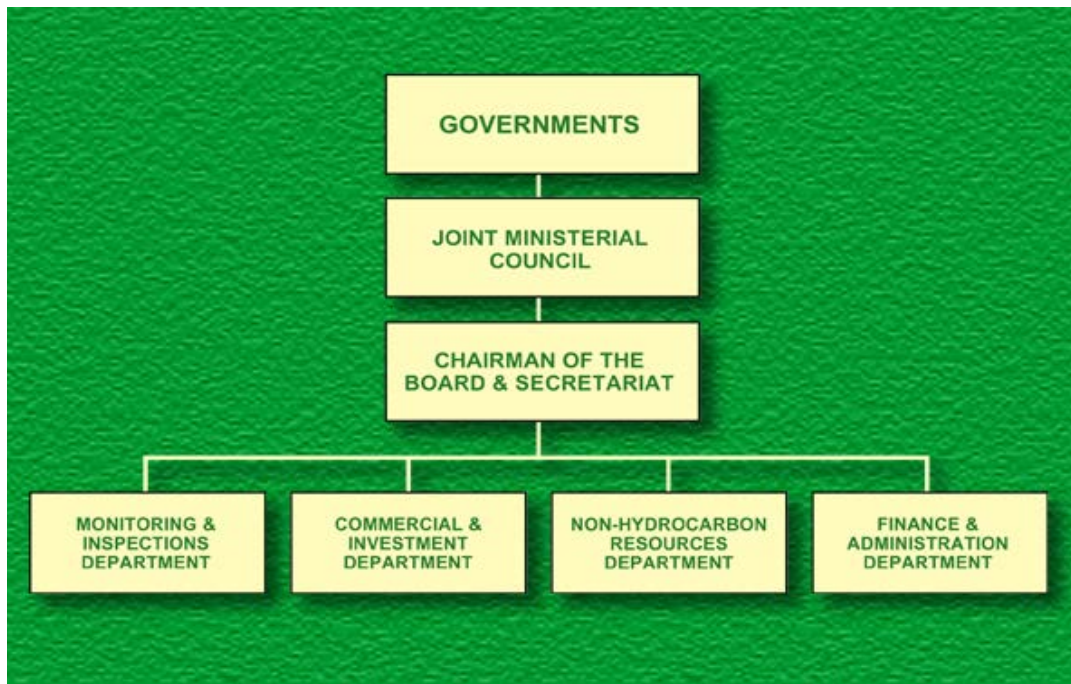 GOVERNMENTS
JOINT MINISTERIAL
COUNCIL
CHAIRMAN OF THE
BOARD & SECRETARIAT
MONITORING &
INSPECTIONS
DEPARTMENT
COMMERCIAL &
INVESTMENT
DEPARTMENT
NON-HYDROCARBON
RESOURCES
DEPARTMENT
FINANCE &
ADMINISTRATION
DEPARTMENT